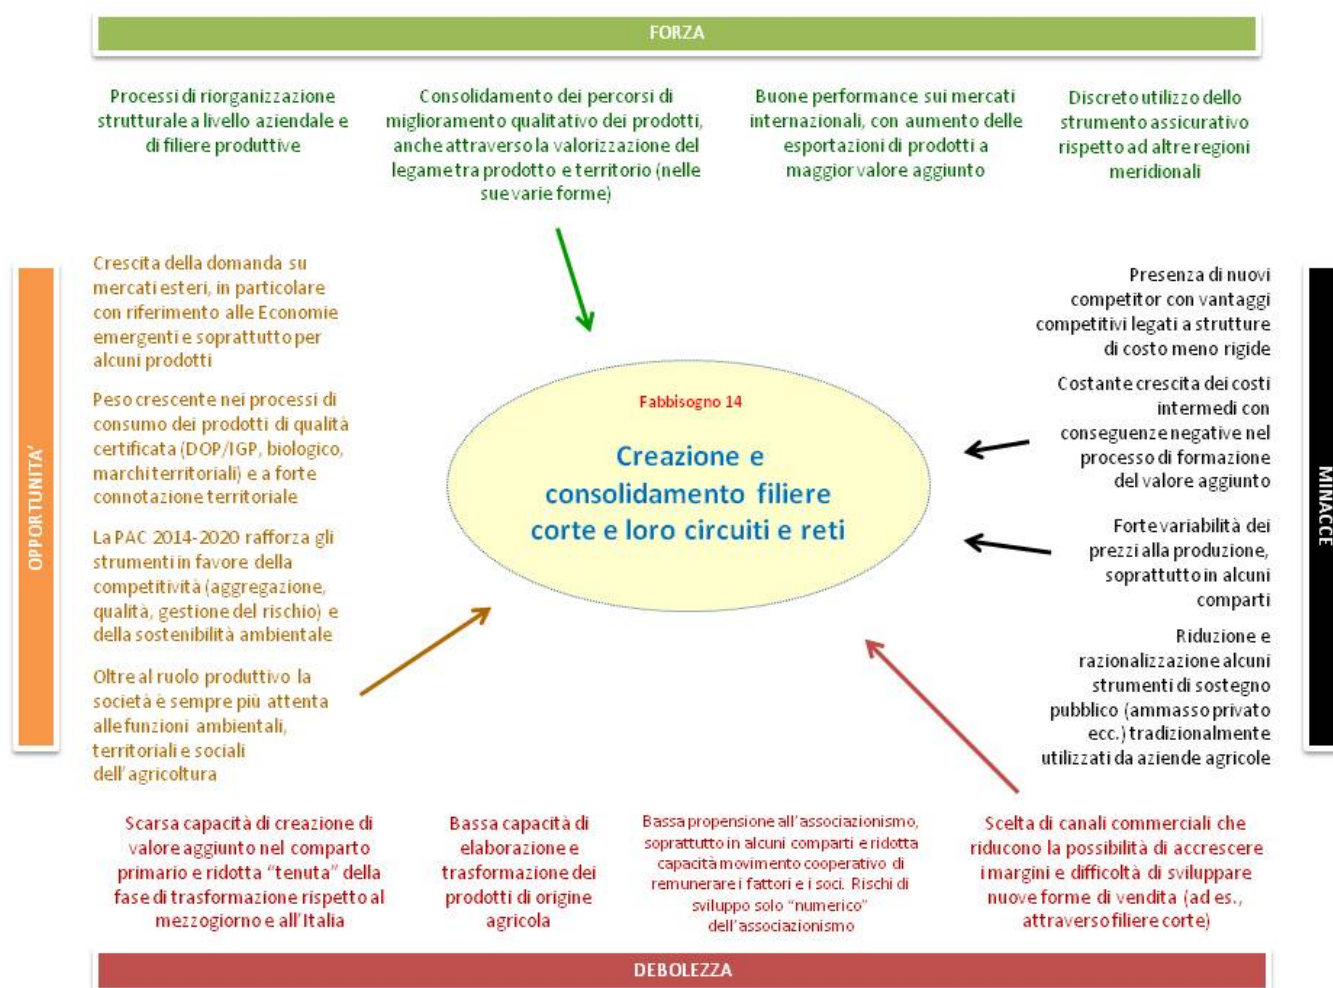 FORZA
Processi di riorganizzazione
strutturale a livello aziendale e
di filiere produttive
Consolidamento dei percorsi di
miglioramento qualitativo dei prodotti,
anche attraverso la valorizzazione del
legame tra prodotto e territorio (nelle
sue varie forme)
Buone performance sui mercati
internazionali, con aumento delle
esportazioni di prodotti a
maggior valore aggiunto
Discreto utilizzo dello
strumento assicurativo
rispetto ad altre regioni
meridionali
OPPORTUNITA'
Crescita della domanda su
mercati esteri, in particolare
con riferimento alle Economie
emergenti e soprattutto per
alcuni prodotti
Peso crescente nei processi di
consumo dei prodotti di qualità
certificata (DOP/IGP, biologico,
marchi territoriali) e a forte
connotazione territoriale
La PAC 2014-2020 rafforza gli
strumenti in favore della
competitività (aggregazione,
qualità, gestione del rischio) e
della sostenibilità ambientale
Oltre al ruolo produttivo la
società è sempre più attenta
alle funzioni ambientali,
territoriali e sociali
dell'agricoltura
Fabbisogno 14
Creazione e
consolidamento filiere
corte e loro circuiti e reti
Presenza di nuovi
competitor con vantaggi
competitivi legati a strutture
di costo meno rigide
Costante crescita dei costi
intermedi con
conseguenze negative nel
processo di formazione
del valore aggiunto
Forte variabilità dei
prezzi alla produzione,
soprattutto in alcuni
comparti
Riduzione e
razionalizzazione alcuni
strumenti di sostegno
pubblico (ammasso privato
ecc.) tradizionalmente
utilizzati da aziende agricole
MINACCE
Scarsa capacità di creazione di
valore aggiunto nel comparto
primario e ridotta "tenuta" della
fase di trasformazione rispetto al
mezzogiorno e all'Italia
Bassa capacità di
elaborazione e
trasformazione dei
prodotti di origine
agricola
Bassa propensione all'associazionismo,
soprattutto in alcuni comparti e ridotta
capacità movimento cooperativo di
remunerare i fattori e i soci. Rischi di
sviluppo solo "numerico"
dell'associazionismo
Scelta di canali commerciali che
riducono la possibilità di accrescere
i margini e difficoltà di sviluppare
nuove forme di vendita (ad es.,
attraverso filiere corte)
DEBOLEZZA